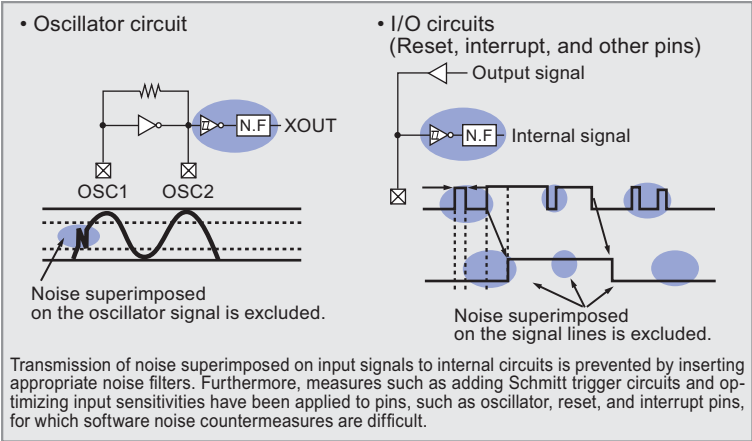 • Oscillator circuit
N.F
XOUT
OSC1
OSC2
Noise superimposed
on the oscillator signal is excluded.
• I/O circuits
(Reset, interrupt, and other pins)
Output signal
N.F
Internal signal
Noise superimposed
on the signal lines is excluded.
Transmission of noise superimposed on input signals to internal circuits is prevented by inserting
appropriate noise filters. Furthermore, measures such as adding Schmitt trigger circuits and op-
timizing input sensitivities have been applied to pins, such as oscillator, reset, and interrupt pins,
for which software noise countermeasures are difficult.